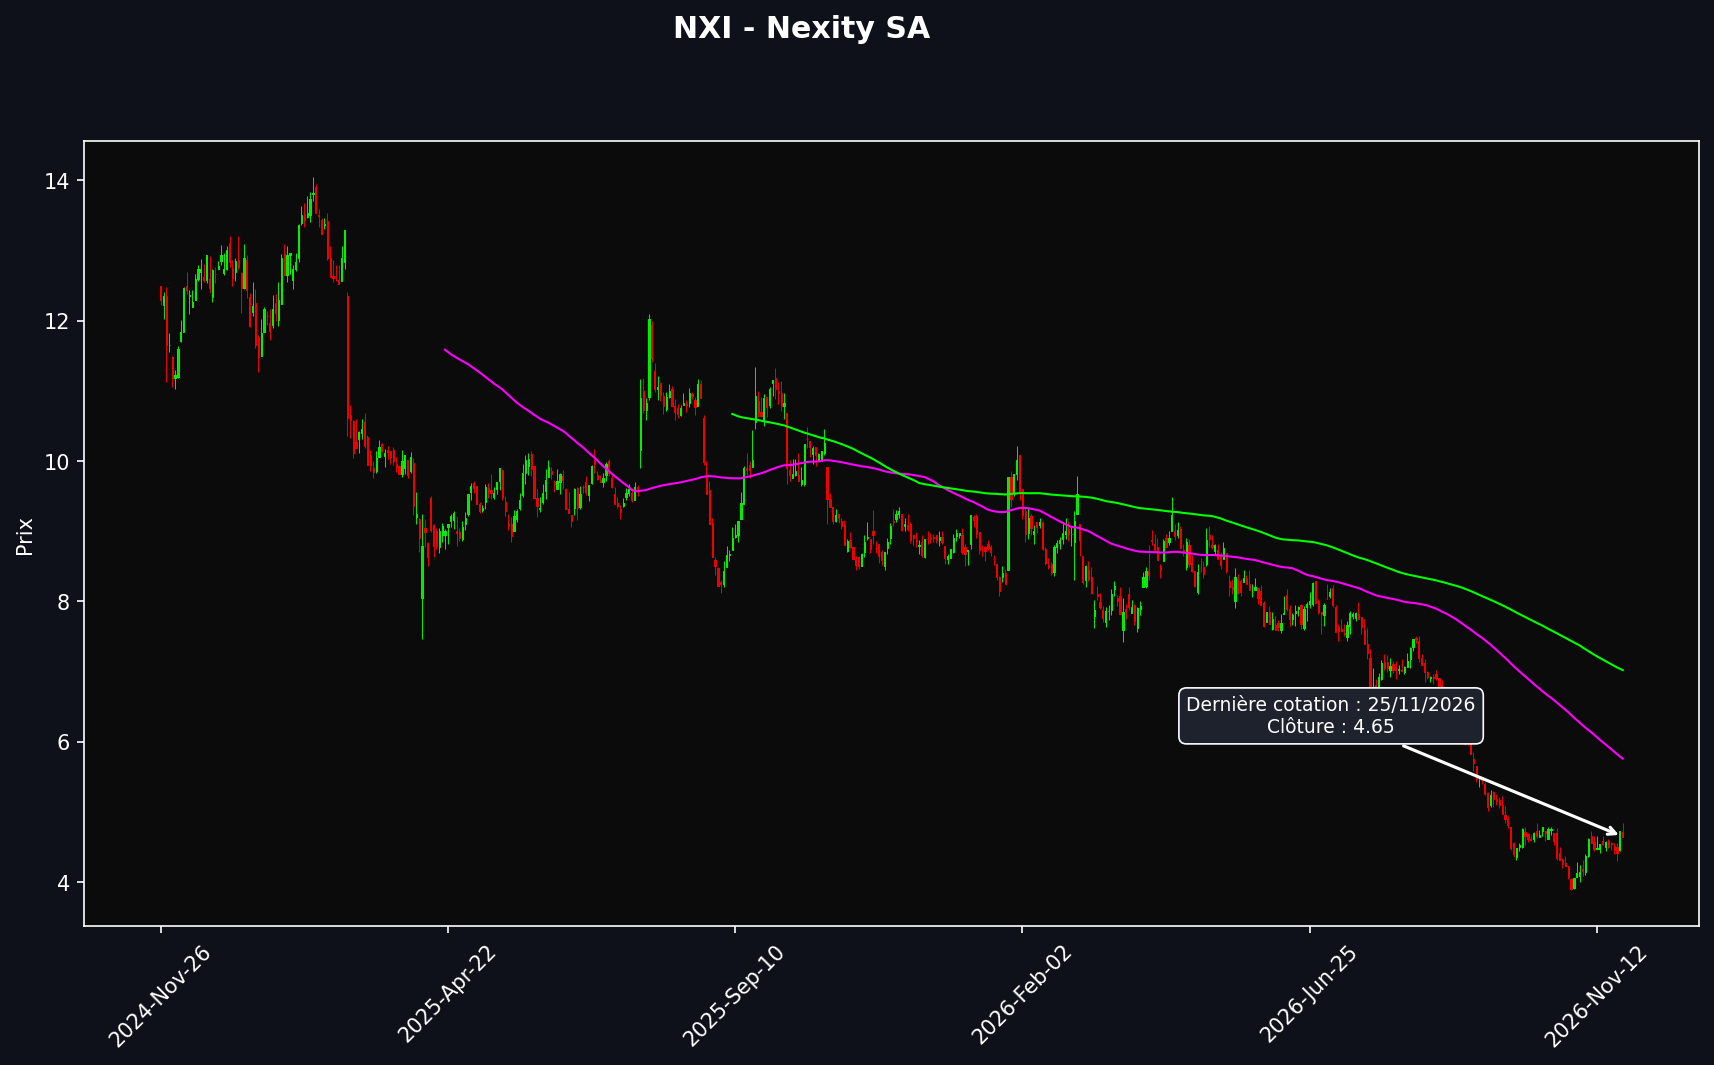 NXI - Nexity SA
Prix
14
12
10
8
6
4
Dernière cotation : 25/11/2026
Clôture : 4.65
2024-Nov-26
2025-Apr-22
2025-Sep-10
2026-Feb-02
2026-Jun-25
2026-Nov-12